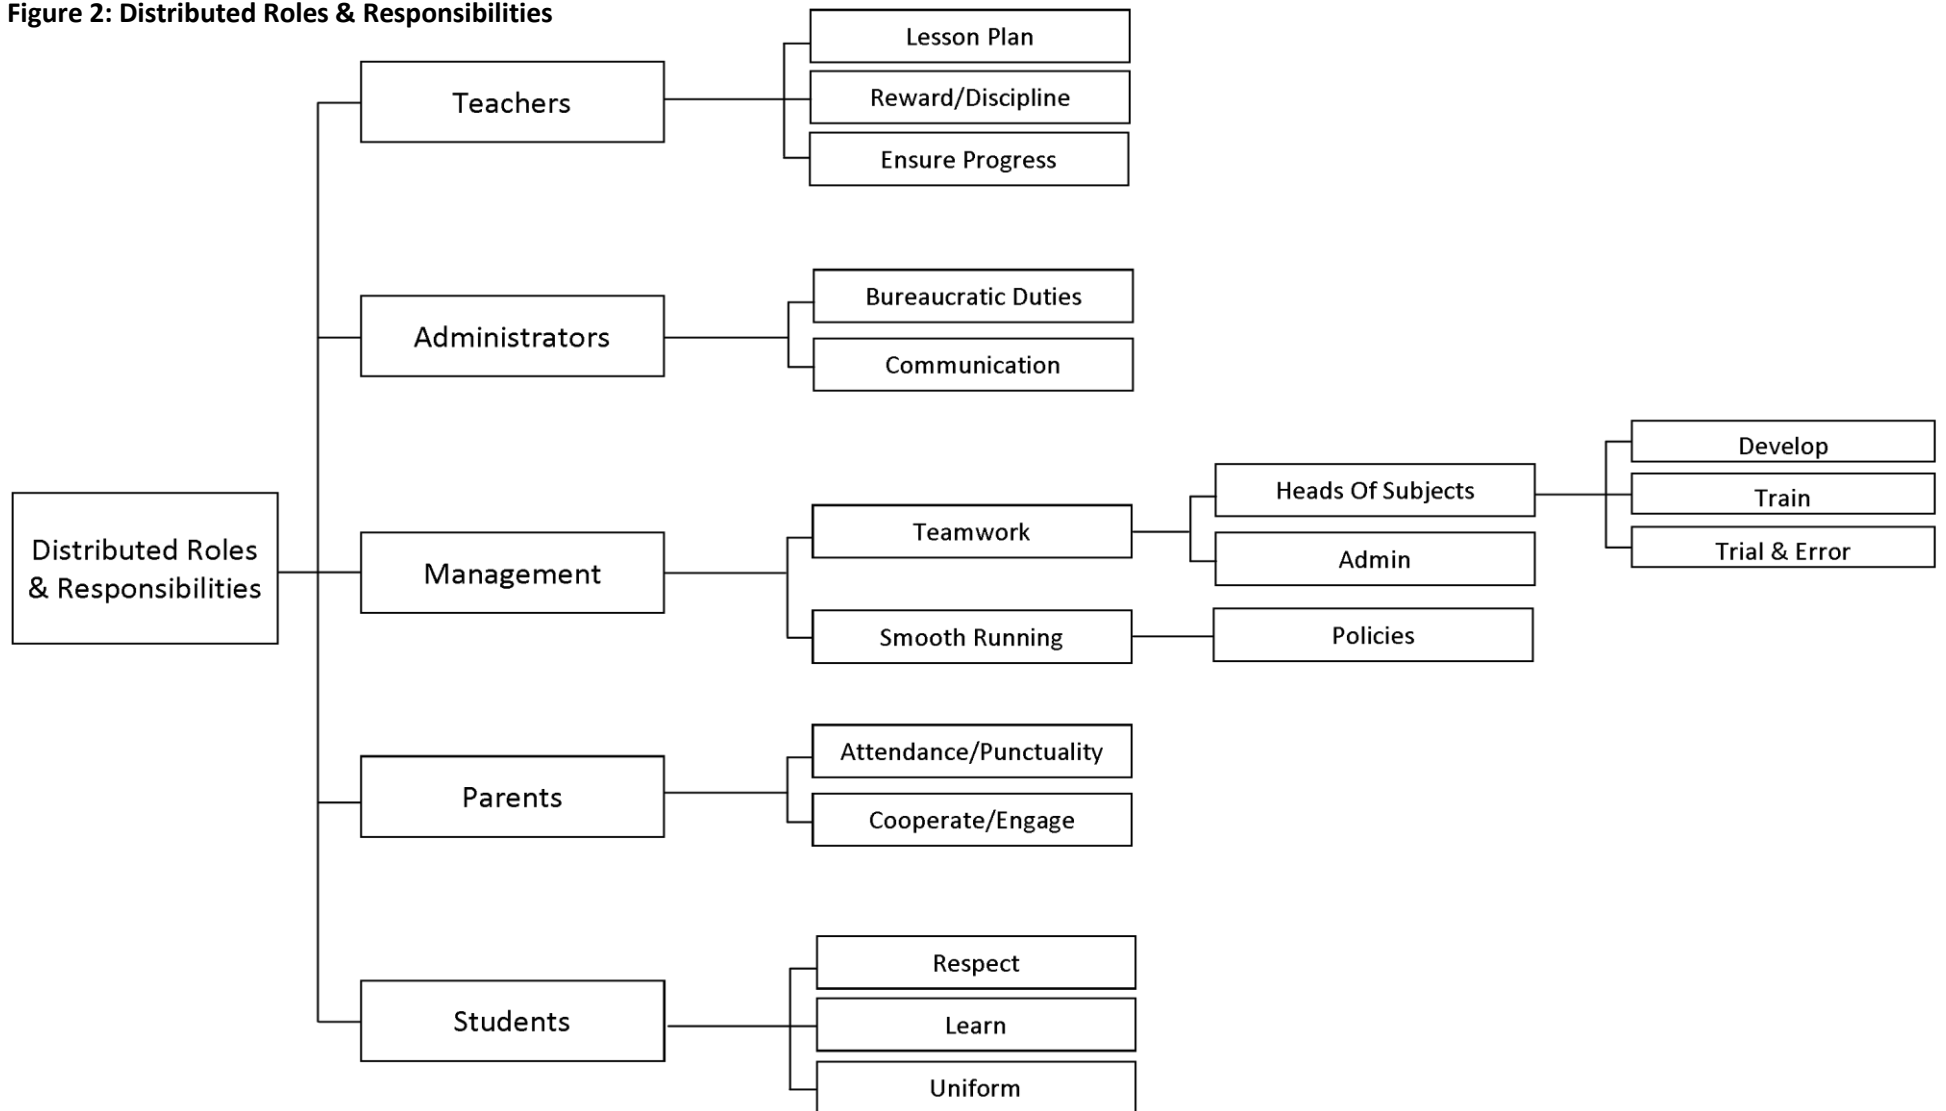 Figure 2: Distributed Roles & Responsibilities
Teachers
Lesson Plan
Reward/Discipline
Ensure Progress
Administrators
Bureaucratic Duties
Communication
Distributed Roles
& Responsibilities
Management
Teamwork
Heads Of Subjects
Develop
Train
Trial & Error
Admin
Smooth Running
Policies
Parents
Attendance/Punctuality
Cooperate/Engage
Students
Respect
Learn
Uniform